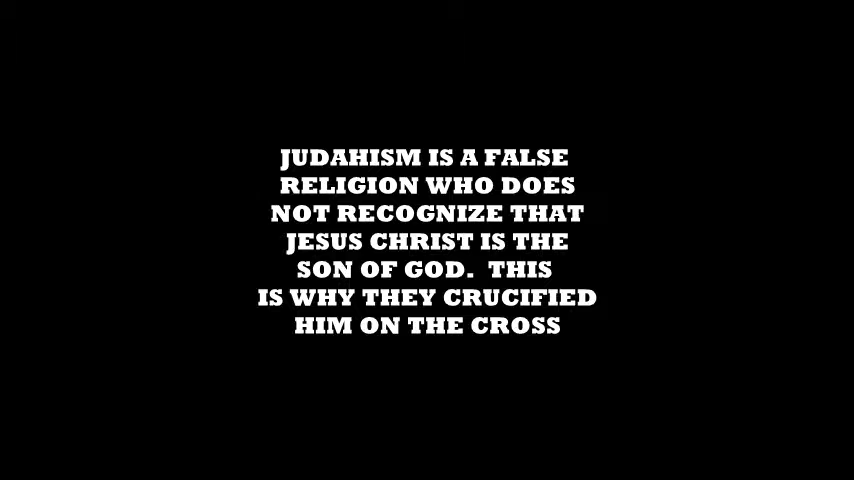 JUDAHISM IS A FALSE
RELIGION WHO DOES
NOT RECOGNIZE THAT
JESUS CHRIST IS THE
SON OF GOD.  THIS
IS WHY THEY CRUCIFIED
HIM ON THE CROSS